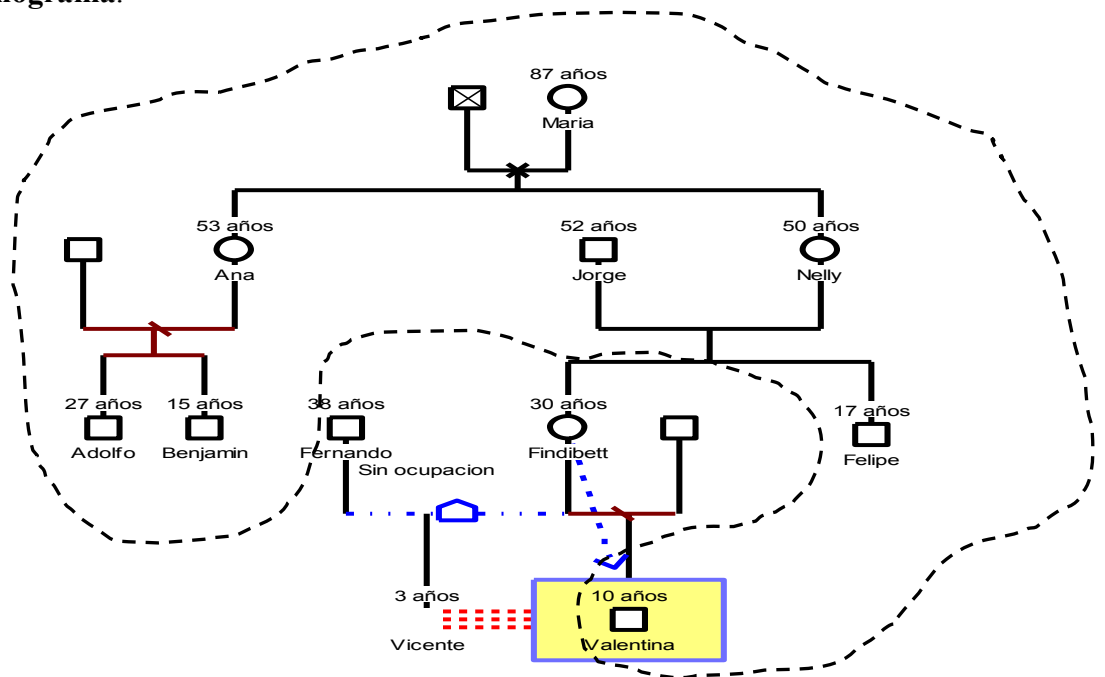 nograma.
87 años
Maria
53 años
52 años
50 años
Ana
Jorge
Nelly
27 años
15 años
38 años
30 años
17 años
Adolfo
Benjamin
Fernando
Findibett
Felipe
Sin ocupacion
3 años
10 años
Vicente
Valentina